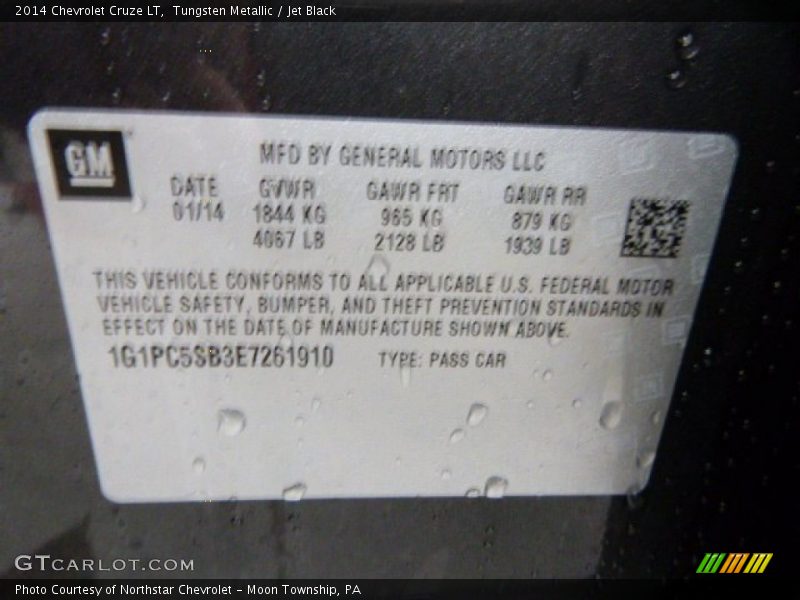 2014 Chevrolet Cruze LT,  Tungsten Metallic / Jet Black
GM
MFD BY GENERAL MOTORS LLC
DATE GVWR GAWR FRT GAWR RR
01/14 1844 KG 965 KG 879 KG
4067 LB 2128 LB 1939 LB
THIS VEHICLE CONFORMS TO ALL APPLICABLE U.S. FEDERAL MOTOR
VEHICLE SAFETY, BUMPER, AND THEFT PREVENTION STANDARDS IN
EFFECT ON THE DATE OF MANUFACTURE SHOWN ABOVE.
1G1PC5SB3E7261910 TYPE: PASS CAR
GTCARLOT.COM
Photo Courtesy of Northstar Chevrolet - Moon Township, PA